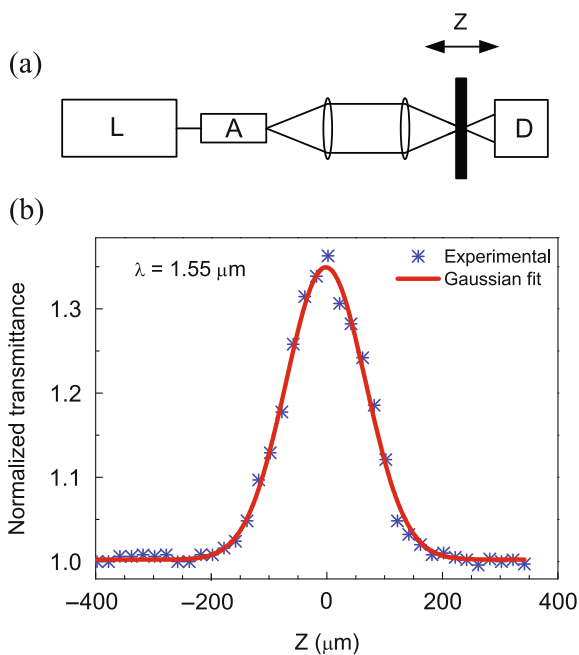 (a)
Z
L
A
D
(b)
λ = 1.55 μm
Experimental
Gaussian fit
Normalized transmittance
1.3
1.2
1.1
1.0
–400
–200
0
200
400
Z (μm)